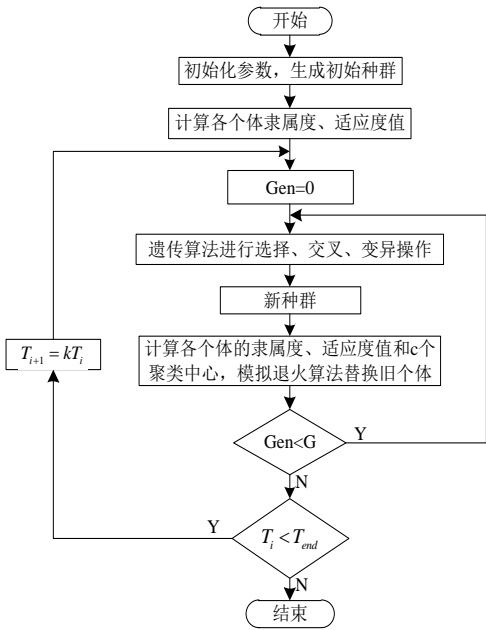 开始
初始化参数，生成初始种群
计算各个体隶属度、适应度值
Gen=0
遗传算法进行选择、交叉、变异操作
新种群
T_{i+1} = kT_i
计算各个体的隶属度、适应度值和c个
聚类中心，模拟退火算法替换旧个体
Gen<G
Y
N
Y
T_i < T_{end}
N
结束